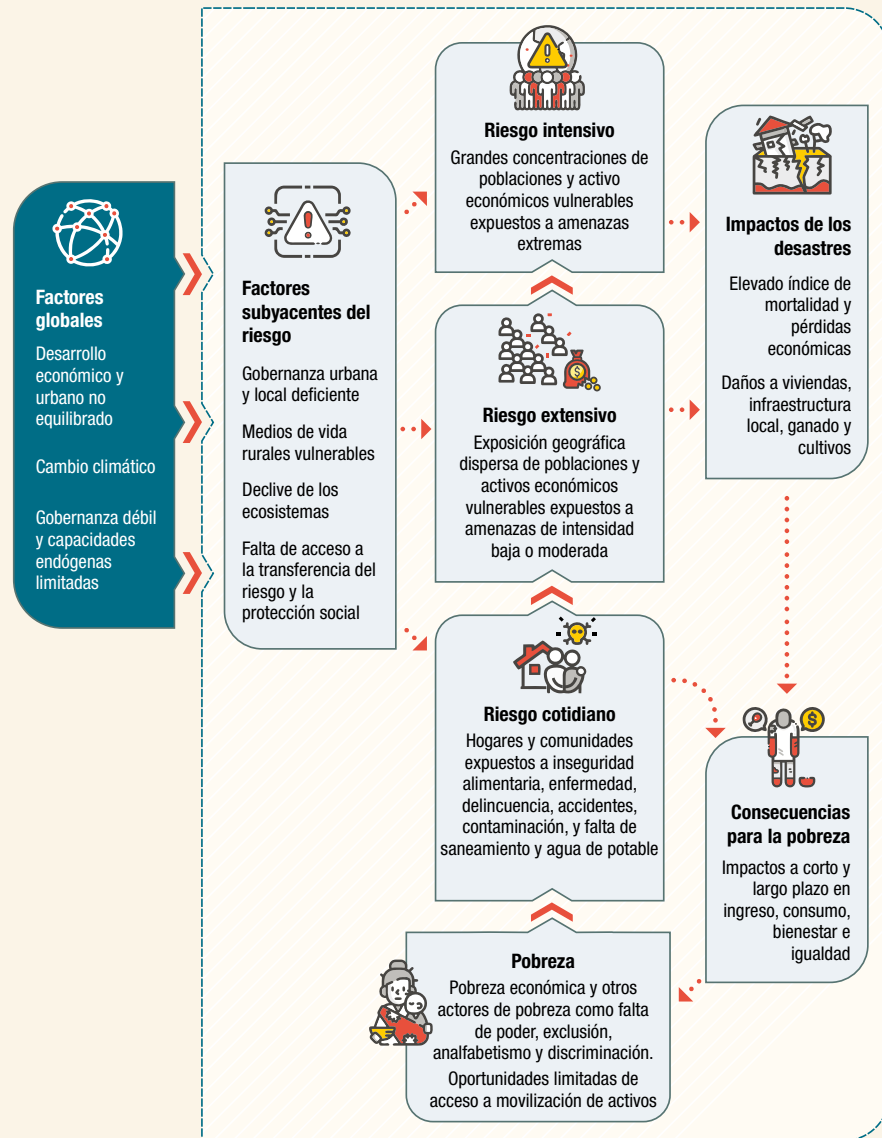 Factores
globales
Desarrollo
económico y
urbano no
equilibrado
Cambio climático
Gobernanza débil
y capacidades
endógenas
limitadas
Factores
subyacentes del
riesgo
Gobernanza urbana
y local deficiente
Medios de vida
rurales vulnerables
Declive de los
ecosistemas
Falta de acceso a
la transferencia del
riesgo y la
protección social
Riesgo intensivo
Grandes concentraciones de
poblaciones y activo
económicos vulnerables
expuestos a amenazas
extremas
Riesgo extensivo
Exposición geográfica
dispersa de poblaciones y
activos económicos
vulnerables expuestos a
amenazas de intensidad
baja o moderada
Riesgo cotidiano
Hogares y comunidades
expuestos a inseguridad
alimentaria, enfermedad,
delincuencia, accidentes,
contaminación, y falta de
saneamiento y agua de potable
Pobreza
Pobreza económica y otros
actores de pobreza como falta
de poder, exclusión,
analfabetismo y discriminación.
Oportunidades limitadas de
acceso a movilización de activos
Impactos de los
desastres
Elevado índice de
mortalidad y
pérdidas
económicas
Daños a viviendas,
infraestructura
local, ganado y
cultivos
Consecuencias
para la pobreza
Impactos a corto y
largo plazo en
ingreso, consumo,
bienestar e
igualdad